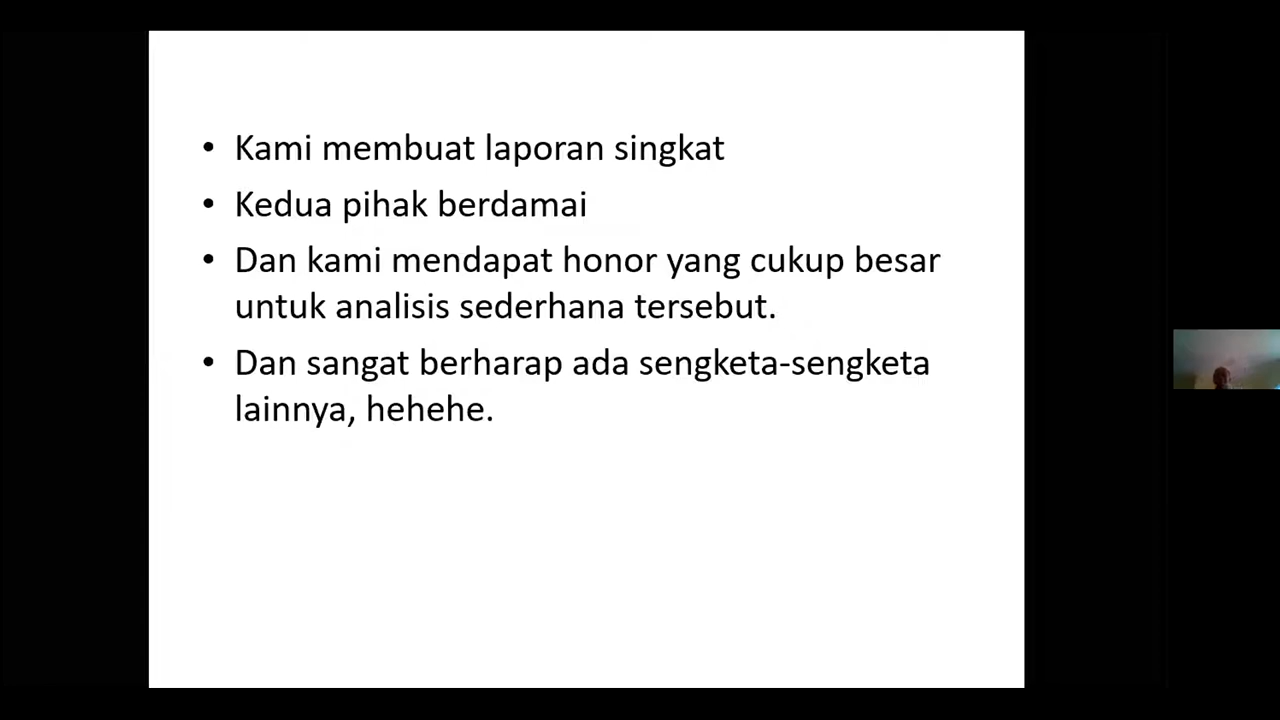 • Kami membuat laporan singkat
• Kedua pihak berdamai
• Dan kami mendapat honor yang cukup besar
untuk analisis sederhana tersebut.
• Dan sangat berharap ada sengketa-sengketa
lainnya, hehehe.